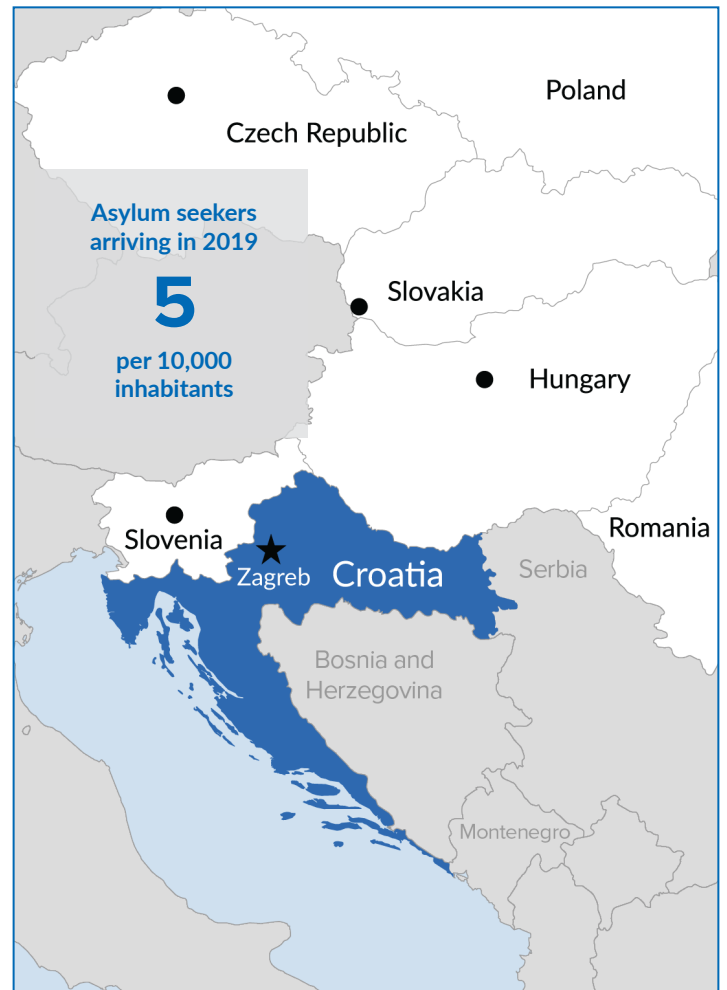 Poland
Czech Republic
Asylum seekers
arriving in 2019
5
per 10,000
inhabitants
Slovakia
Hungary
Romania
Slovenia
Zagreb
Croatia
Serbia
Bosnia and
Herzegovina
Montenegro